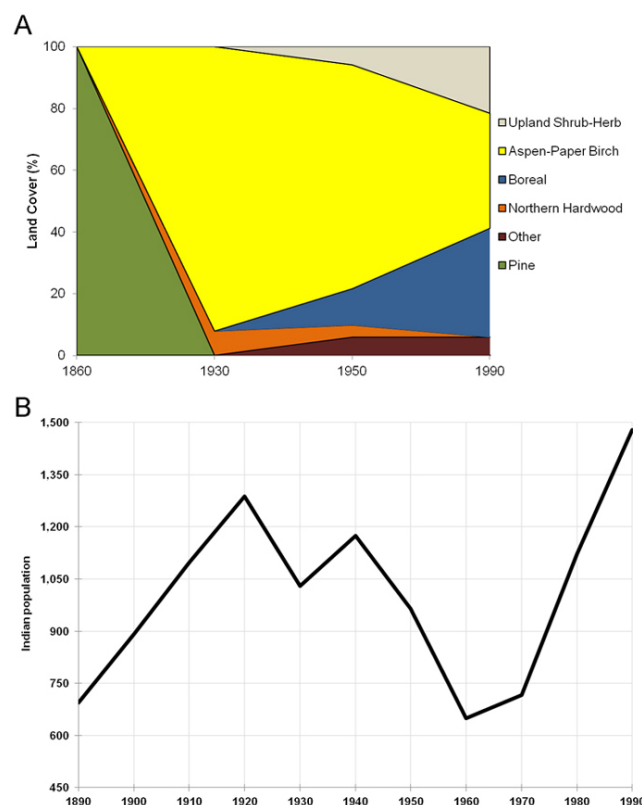 A
100
80
60
40
20
0
Land Cover (%)
1860
1930
1950
1990
Upland Shrub-Herb
Aspen-Paper Birch
Boreal
Northern Hardwood
Other
Pine
B
1,500
1,350
1,200
1,050
900
750
600
450
Indian population
1890
1900
1910
1920
1930
1940
1950
1960
1970
1980
1990